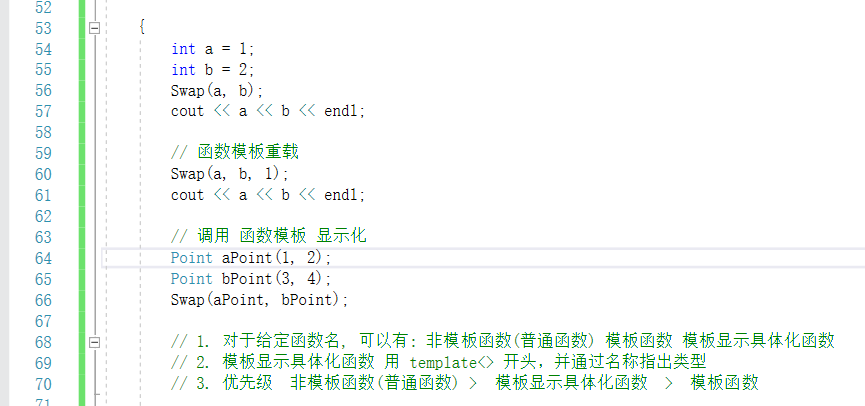 52
53 {
54 int a = 1;
55 int b = 2;
56 Swap(a, b);
57 cout << a << b << endl;
58
59 // 函数模板重载
60 Swap(a, b, 1);
61 cout << a << b << endl;
62
63 // 调用 函数模板 显示化
64 Point aPoint(1, 2);
65 Point bPoint(3, 4);
66 Swap(aPoint, bPoint);
67
68 // 1. 对于给定函数名, 可以有: 非模板函数(普通函数) 模板函数 模板显示具体化函数
69 // 2. 模板显示具体化函数 用 template<> 开头，并通过名称指出类型
70 // 3. 优先级 非模板函数(普通函数) > 模板显示具体化函数 > 模板函数
71